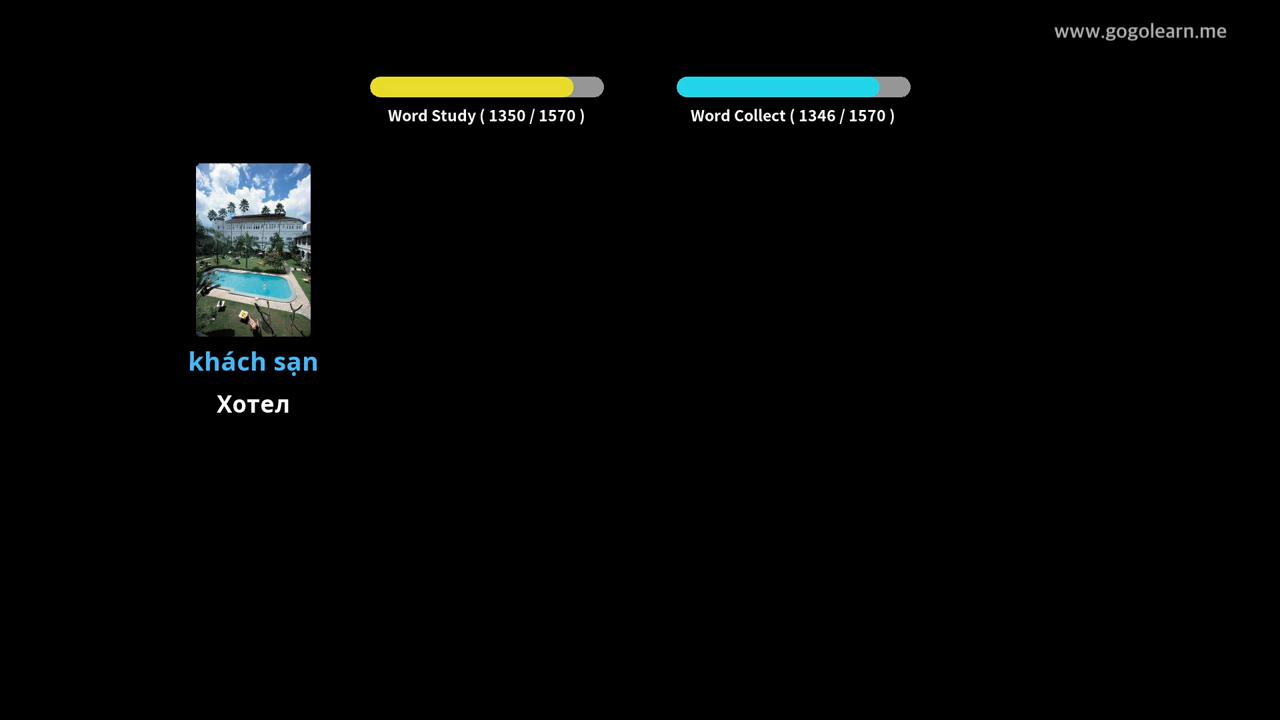 www.gogolearn.me
Word Study ( 1350 / 1570 )
Word Collect ( 1346 / 1570 )
khách sạn
Хотел